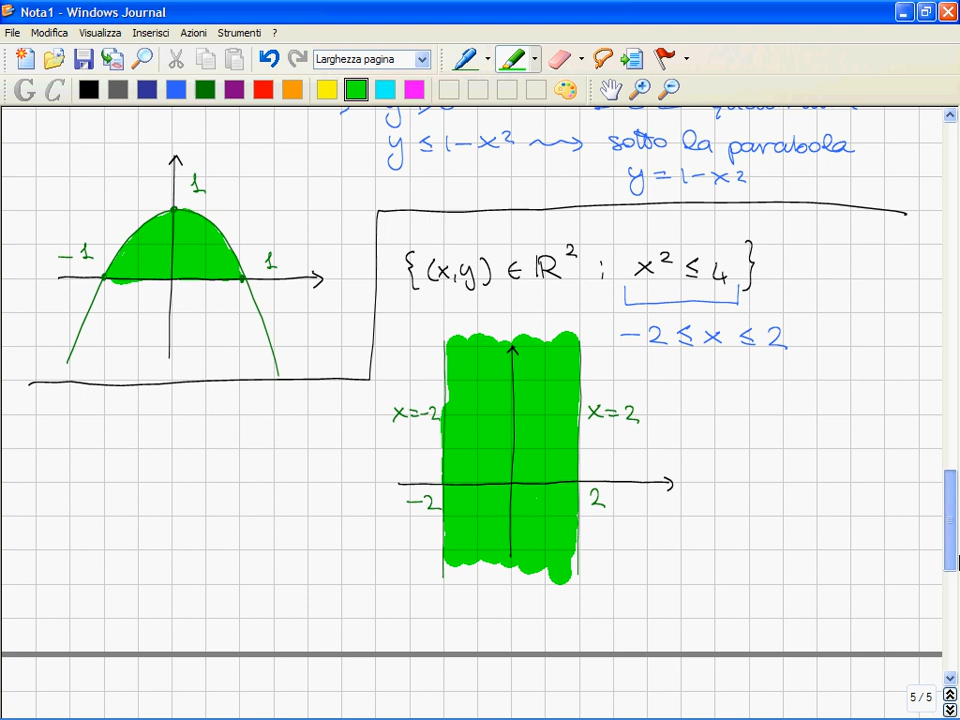 Nota1 - Windows Journal
File Modifica Visualizza Inserisci Azioni Strumenti ?
Larghezza pagina
y ≤ 1-x² ⇝ sotto la parabola
y = 1-x²
1
-1
1
{(x,y) ∈ ℝ² ; x² ≤ 4}
-2 ≤ x ≤ 2
x=-2
x=2
-2
2
5 / 5